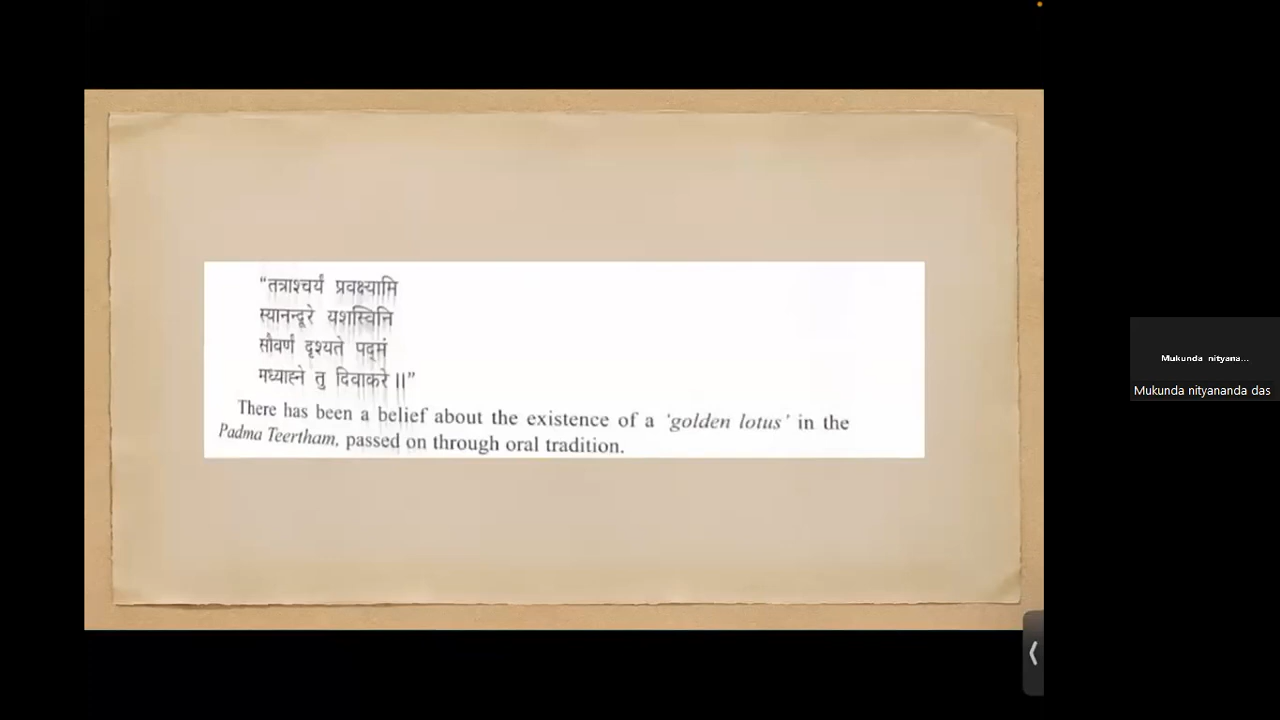 “तत्राश्चर्यं प्रवक्ष्यामि
स्यानन्दूरे यशस्विनि
सौवर्णं दृश्यते पद्मं
मध्याह्ने तु दिवाकरे ॥”
There has been a belief about the existence of a ‘golden lotus’ in the
Padma Teertham, passed on through oral tradition.
Mukunda nityana...
Mukunda nityananda das